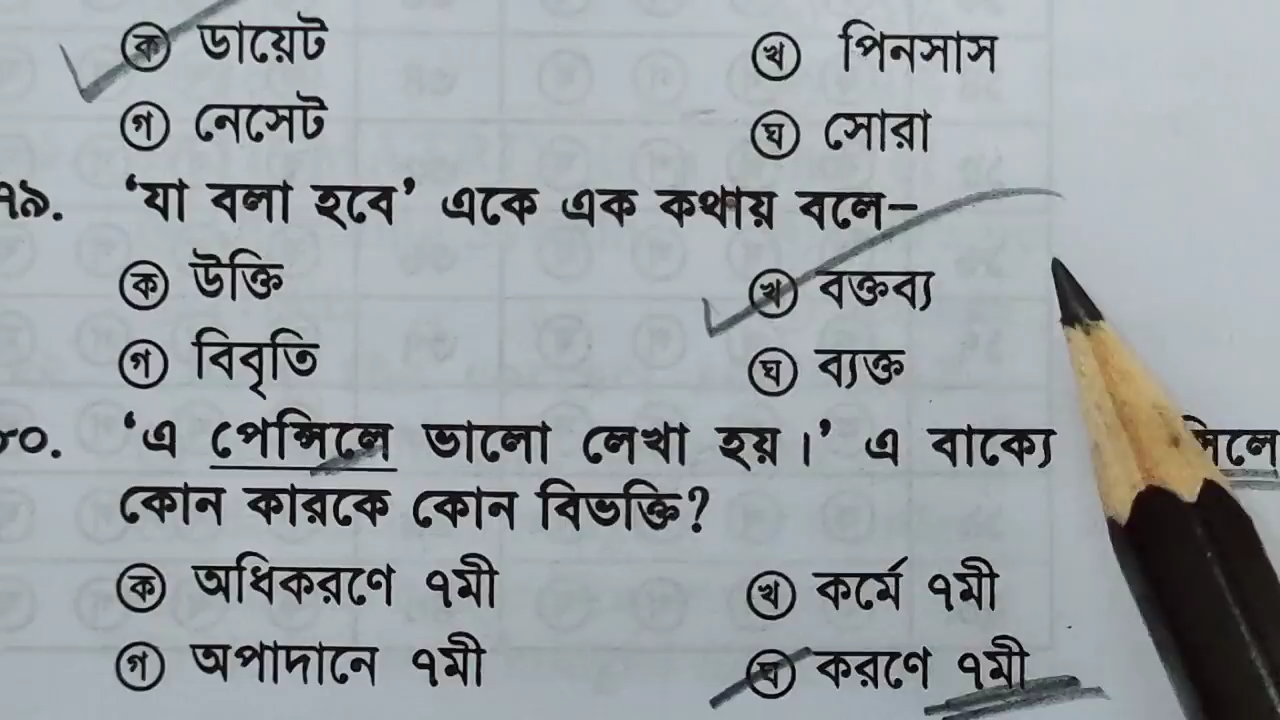 ক ডায়েট খ পিনসাস
গ নেসেট ঘ সোরা
৭৯. ‘যা বলা হবে’ একে এক কথায় বলে-
ক উক্তি খ বক্তব্য
গ বিবৃতি ঘ ব্যক্ত
৮০. ‘এ পেন্সিলে ভালো লেখা হয়।’ এ বাক্যে
কোন কারকে কোন বিভক্তি?
ক অধিকরণে ৭মী খ কর্মে ৭মী
গ অপাদানে ৭মী ঘ করণে ৭মী